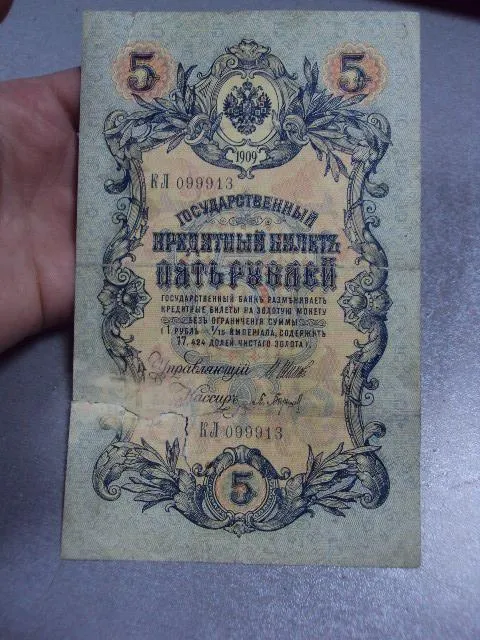 5 5
1909
КЛ 099913
ГОСУДАРСТВЕННЫЙ
КРЕДИТНЫЙ БИЛЕТЪ
ПЯТЬ РУБЛЕЙ
ГОСУДАРСТВЕННЫЙ БАНКЪ РАЗМѢНИВАЕТЪ
КРЕДИТНЫЕ БИЛЕТЫ НА ЗОЛОТУЮ МОНЕТУ
БЕЗЪ ОГРАНИЧЕНІЯ СУММЫ
(1 РУБЛЬ = 1/15 ИМПЕРІАЛА, СОДЕРЖИТЪ
17,424 ДОЛЕЙ ЧИСТАГО ЗОЛОТА).
Управляющій
Кассиръ
КЛ 099913
5